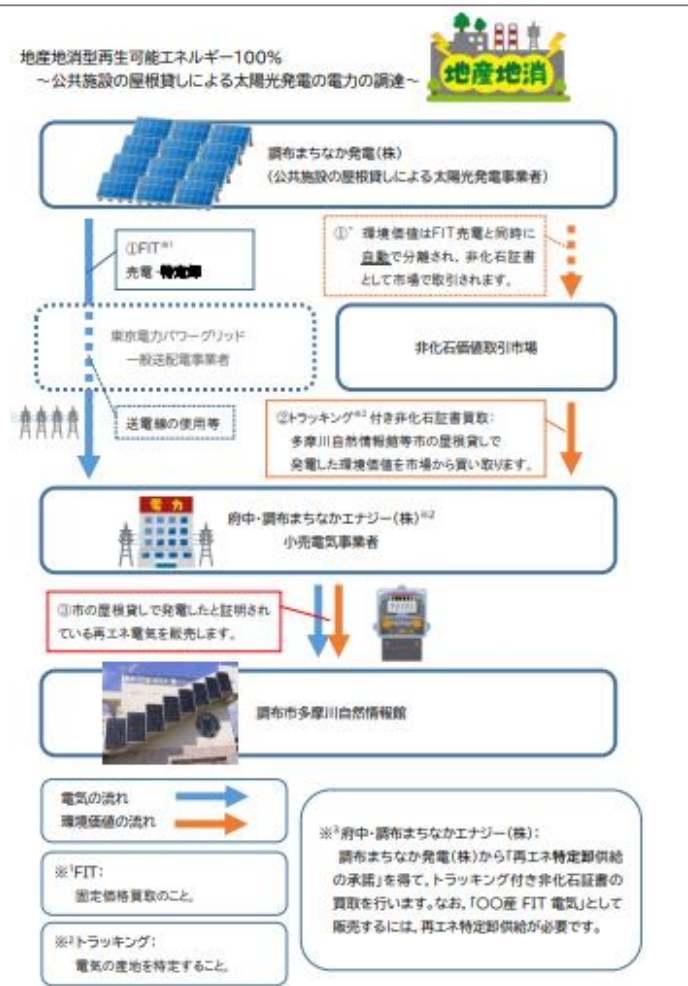 地産地消型再生可能エネルギー100%
～公共施設の屋根貸しによる太陽光発電の電力の調達～
地産地消
調布まちなか発電(株)
(公共施設の屋根貸しによる太陽光発電事業者)
①FIT※1
売電・特定卸
①’ 環境価値はFIT売電と同時に
自動で分離され、非化石証書
として市場で取引されます。
東京電力パワーグリッド
一般送配電事業者
非化石価値取引市場
送電線の使用等
②トラッキング※2付き非化石証書買取：
多摩川自然情報館等市の屋根貸しで
発電した環境価値を市場から買い取ります。
電力
府中・調布まちなかエナジー(株)※2
小売電気事業者
③市の屋根貸しで発電したと証明され
ている再エネ電気を販売します。
調布市多摩川自然情報館
電気の流れ
環境価値の流れ
※1FIT：
固定価格買取のこと。
※2トラッキング：
電気の産地を特定すること。
※3府中・調布まちなかエナジー(株)：
調布まちなか発電(株)から「再エネ特定卸供給
の承諾」を得て、トラッキング付き非化石証書の
買取を行います。なお、「〇〇産 FIT 電気」として
販売するには、再エネ特定卸供給が必要です。